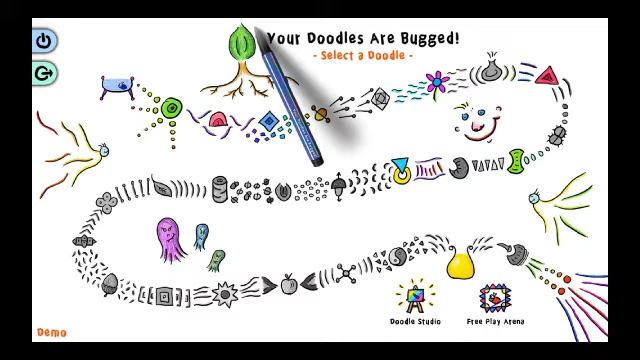 Your Doodles Are Bugged!
- Select a Doodle -
Doodle Studio
Free Play Arena
Demo